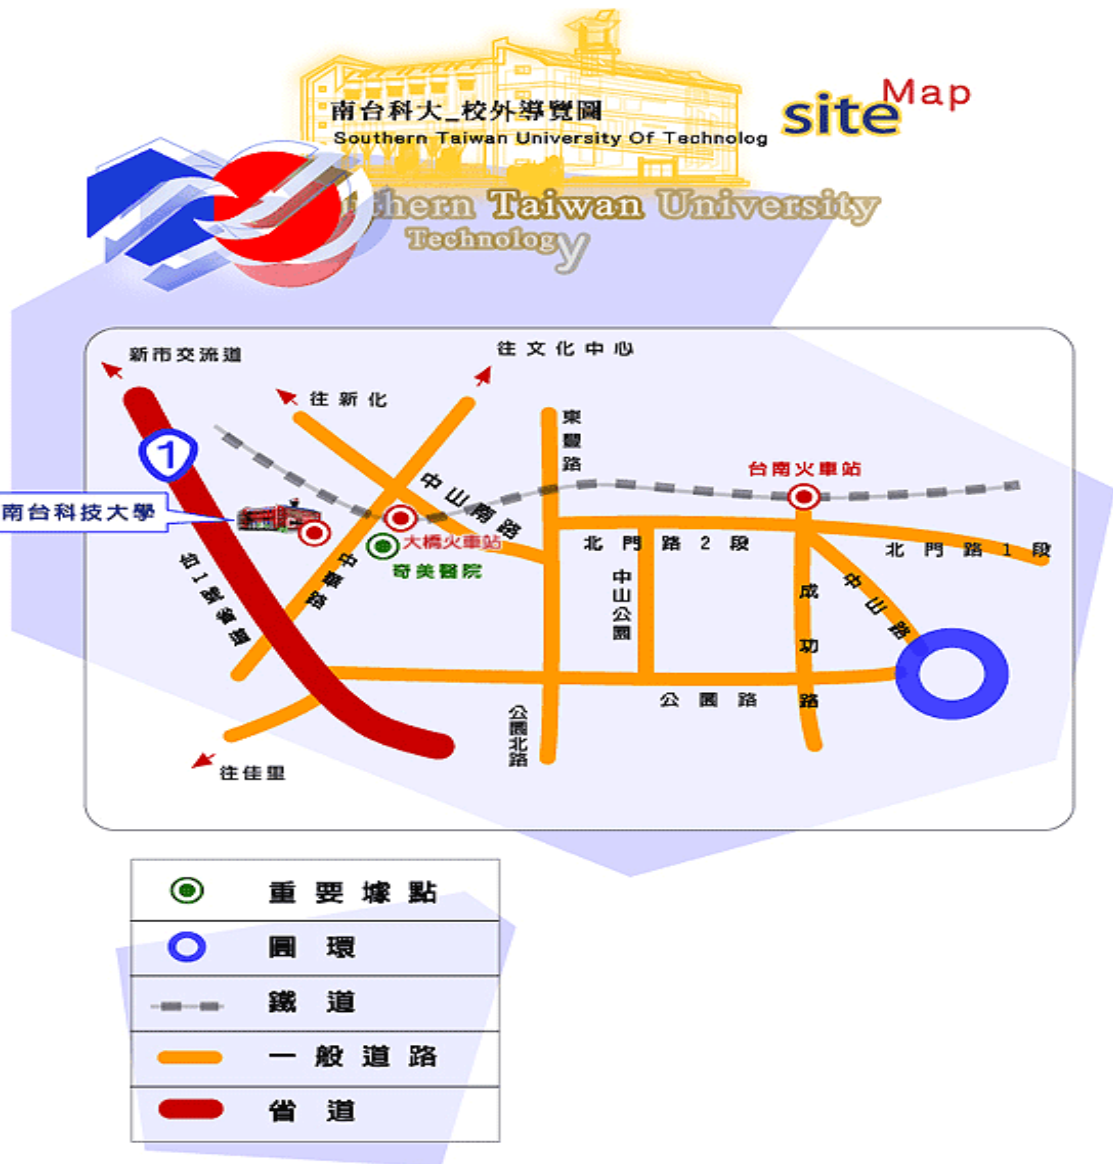 南台科大_校外導覽圖
Southern Taiwan University Of Technolog
site Map
thern Taiwan University
Technology
新市交流道
往文化中心
往新化
東豐路
1
中山南路
台南火車站
南台科技大學
大橋火車站
奇美醫院
北門路2段
北門路1段
台1號省道
中華路
中山公園
成功路
中山路
公園路
公園北路
往佳里
重要據點
圓環
鐵道
一般道路
省道